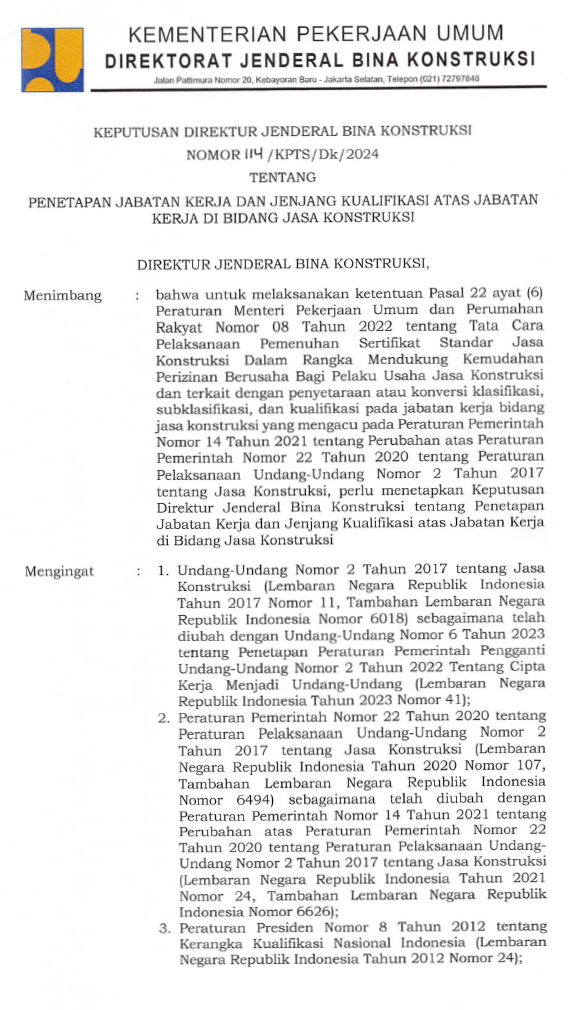 KEMENTERIAN PEKERJAAN UMUM
DIREKTORAT JENDERAL BINA KONSTRUKSI
Jalan Pattimura Nomor 20, Kebayoran Baru - Jakarta Selatan, Telepon (021) 72797848
KEPUTUSAN DIREKTUR JENDERAL BINA KONSTRUKSI
NOMOR 114 /KPTS/Dk/2024
TENTANG
PENETAPAN JABATAN KERJA DAN JENJANG KUALIFIKASI ATAS JABATAN
KERJA DI BIDANG JASA KONSTRUKSI
DIREKTUR JENDERAL BINA KONSTRUKSI,
Menimbang : bahwa untuk melaksanakan ketentuan Pasal 22 ayat (6)
Peraturan Menteri Pekerjaan Umum dan Perumahan
Rakyat Nomor 08 Tahun 2022 tentang Tata Cara
Pelaksanaan Pemenuhan Sertifikat Standar Jasa
Konstruksi Dalam Rangka Mendukung Kemudahan
Perizinan Berusaha Bagi Pelaku Usaha Jasa Konstruksi
dan terkait dengan penyetaraan atau konversi klasifikasi,
subklasifikasi, dan kualifikasi pada jabatan kerja bidang
jasa konstruksi yang mengacu pada Peraturan Pemerintah
Nomor 14 Tahun 2021 tentang Perubahan atas Peraturan
Pemerintah Nomor 22 Tahun 2020 tentang Peraturan
Pelaksanaan Undang-Undang Nomor 2 Tahun 2017
tentang Jasa Konstruksi, perlu menetapkan Keputusan
Direktur Jenderal Bina Konstruksi tentang Penetapan
Jabatan Kerja dan Jenjang Kualifikasi atas Jabatan Kerja
di Bidang Jasa Konstruksi
Mengingat : 1. Undang-Undang Nomor 2 Tahun 2017 tentang Jasa
Konstruksi (Lembaran Negara Republik Indonesia
Tahun 2017 Nomor 11, Tambahan Lembaran Negara
Republik Indonesia Nomor 6018) sebagaimana telah
diubah dengan Undang-Undang Nomor 6 Tahun 2023
tentang Penetapan Peraturan Pemerintah Pengganti
Undang-Undang Nomor 2 Tahun 2022 Tentang Cipta
Kerja Menjadi Undang-Undang (Lembaran Negara
Republik Indonesia Tahun 2023 Nomor 41);
2. Peraturan Pemerintah Nomor 22 Tahun 2020 tentang
Peraturan Pelaksanaan Undang-Undang Nomor 2
Tahun 2017 tentang Jasa Konstruksi (Lembaran
Negara Republik Indonesia Tahun 2020 Nomor 107,
Tambahan Lembaran Negara Republik Indonesia
Nomor 6494) sebagaimana telah diubah dengan
Peraturan Pemerintah Nomor 14 Tahun 2021 tentang
Perubahan atas Peraturan Pemerintah Nomor 22
Tahun 2020 tentang Peraturan Pelaksanaan Undang-
Undang Nomor 2 Tahun 2017 tentang Jasa Konstruksi
(Lembaran Negara Republik Indonesia Tahun 2021
Nomor 24, Tambahan Lembaran Negara Republik
Indonesia Nomor 6626);
3. Peraturan Presiden Nomor 8 Tahun 2012 tentang
Kerangka Kualifikasi Nasional Indonesia (Lembaran
Negara Republik Indonesia Tahun 2012 Nomor 24);